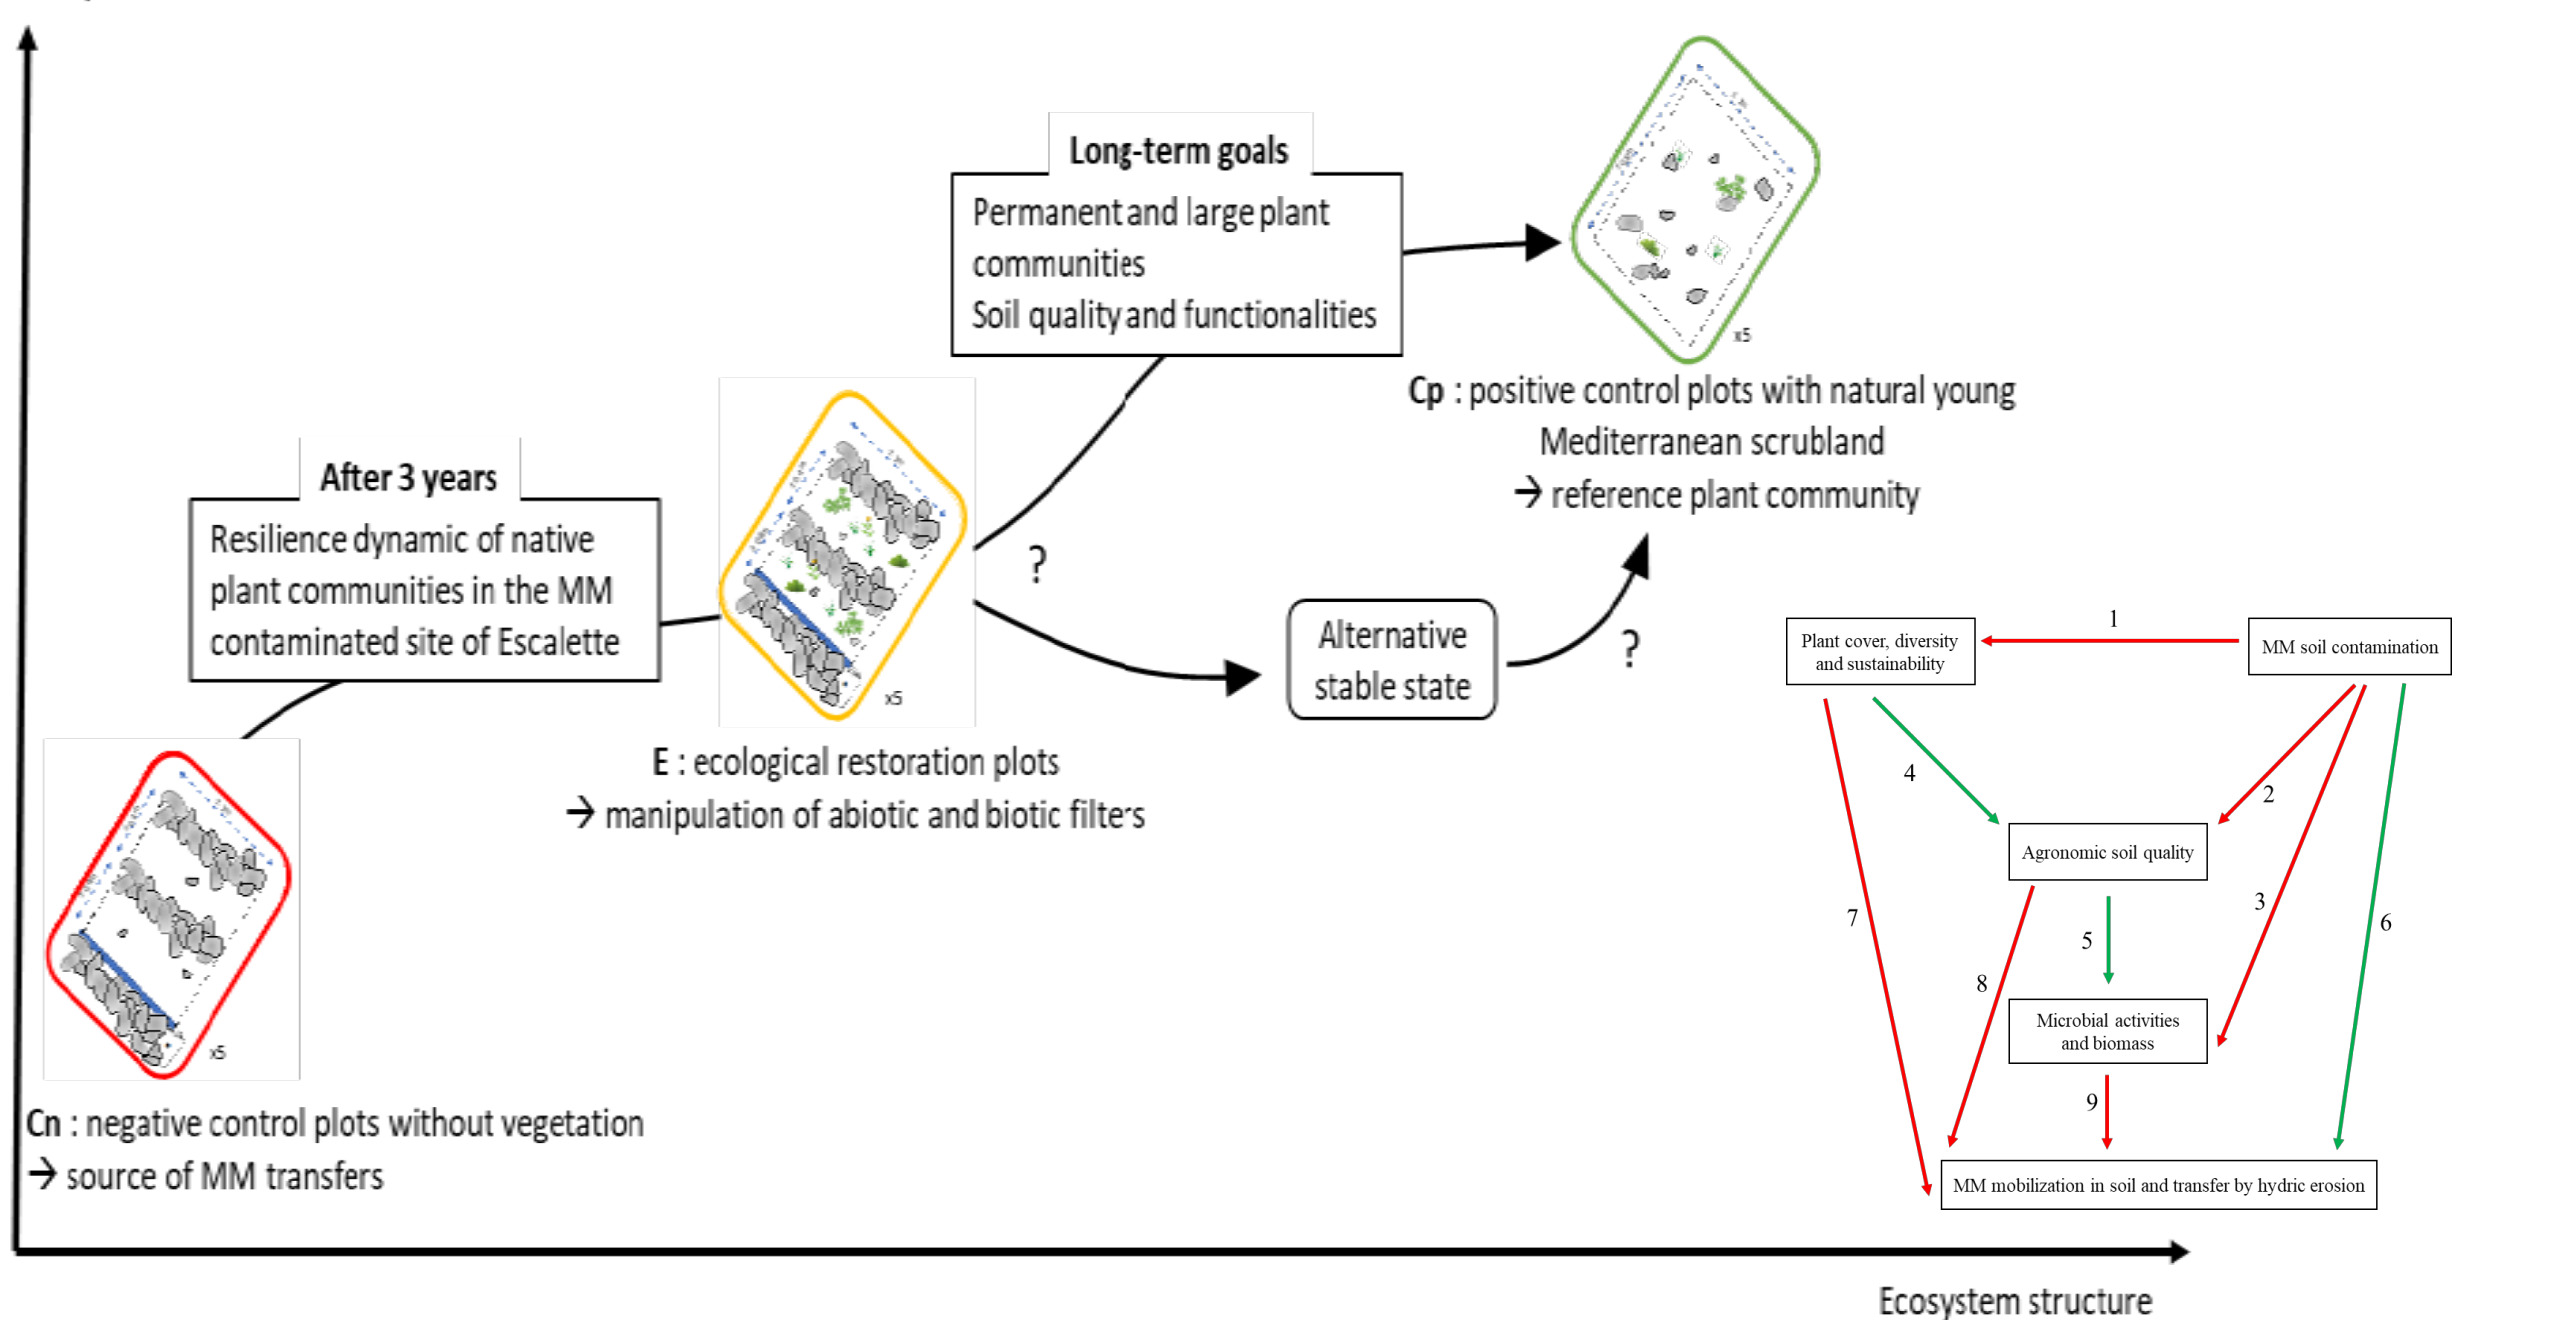 Long-term goals
Permanent and large plant
communities
Soil quality and functionalities
x5
Cp : positive control plots with natural young
Mediterranean scrubland
→ reference plant community
After 3 years
Resilience dynamic of native
plant communities in the MM
contaminated site of Escalette
x5
?
E : ecological restoration plots
→ manipulation of abiotic and biotic filters
Alternative
stable state
?
x5
Cn : negative control plots without vegetation
→ source of MM transfers
Plant cover, diversity
and sustainability
1
MM soil contamination
4
2
Agronomic soil quality
7
8
5
3
6
Microbial activities
and biomass
9
MM mobilization in soil and transfer by hydric erosion
Ecosystem structure